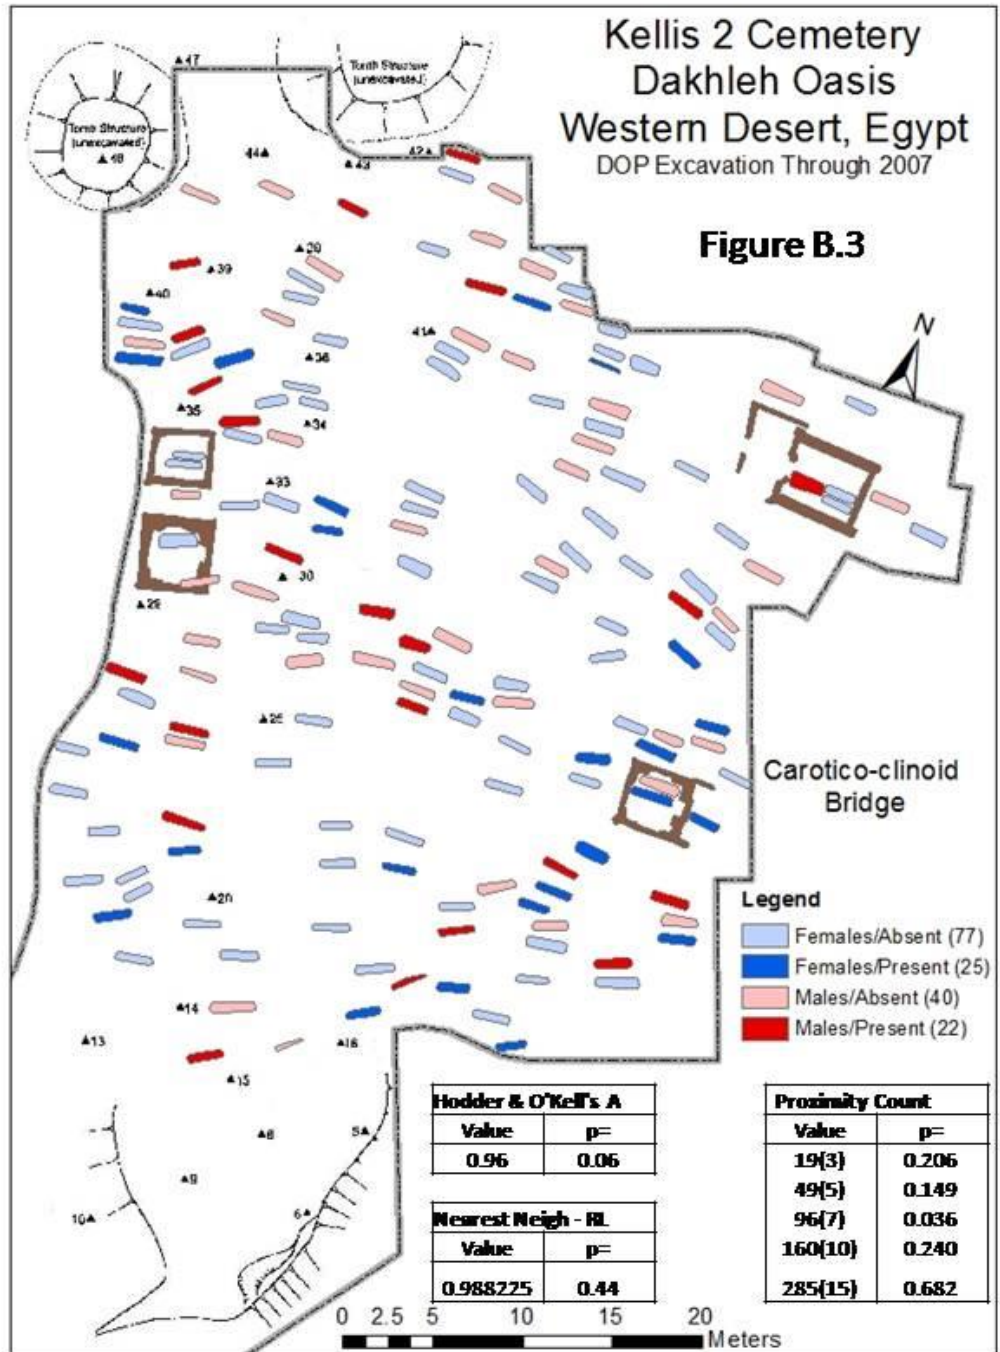 Kellis 2 Cemetery
Dakhleh Oasis
Western Desert, Egypt
DOP Excavation Through 2007
Figure B.3
47
Tomb Structure
(unexcavated)
Tomb Structure
(unexcavated)
48
44
43
42
39
40
41
36
35
34
33
30
29
N
20
14
13
16
15
8
5
9
10
6
Carotico-clinoid
Bridge
Legend
Females/Absent (77)
Females/Present (25)
Males/Absent (40)
Males/Present (22)
Hodder & O'Kell's A
Value p=
0.96 0.06
Nearest Neigh - RL
Value p=
0.988225 0.44
Proximity Count
Value p=
19(3) 0.206
49(5) 0.149
96(7) 0.036
160(10) 0.240
285(15) 0.682
0 2.5 5 10 15 20
Meters